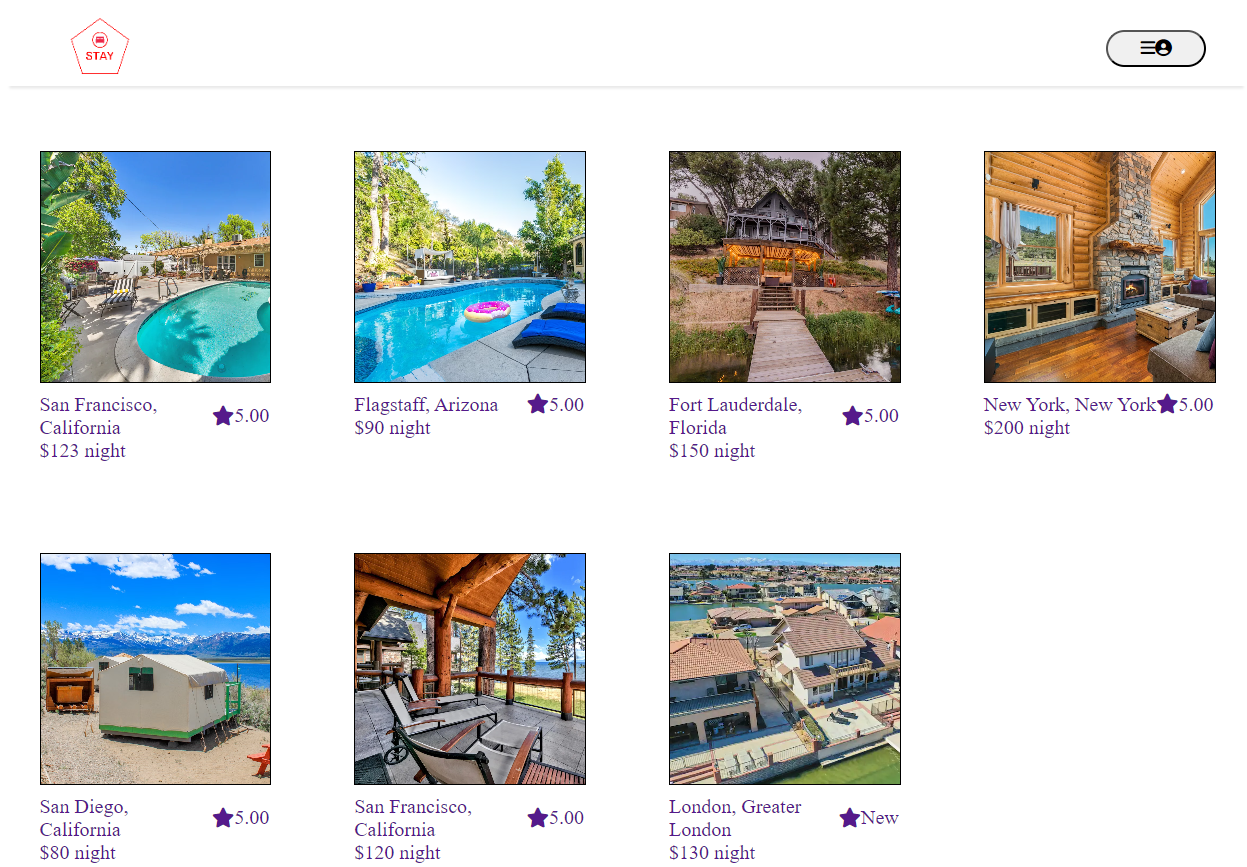 STAY
San Francisco,
California
5.00
$123 night
Flagstaff, Arizona
5.00
$90 night
Fort Lauderdale,
Florida
5.00
$150 night
New York, New York
5.00
$200 night
San Diego,
California
5.00
$80 night
San Francisco,
California
5.00
$120 night
London, Greater
London
New
$130 night